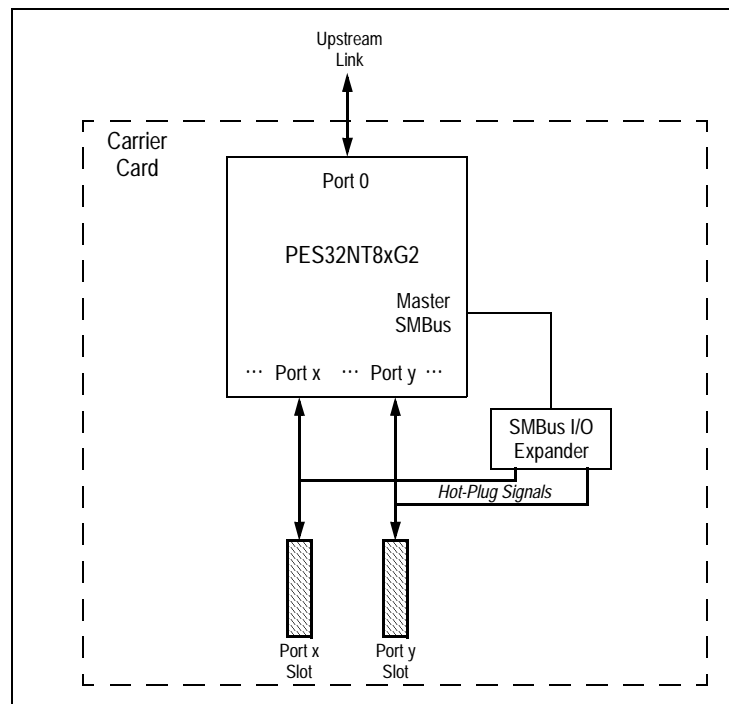 Upstream
Link
Carrier
Card
Port 0
PES32NT8xG2
Master
SMBus
··· Port x ··· Port y ···
SMBus I/O
Expander
Hot-Plug Signals
Port x
Slot
Port y
Slot